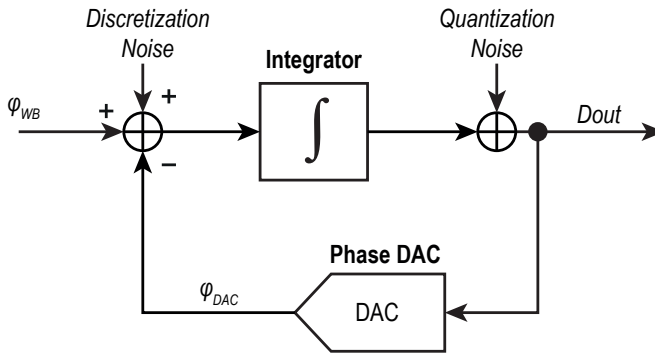 Discretization
Noise
Quantization
Noise
Integrator
φWB
+
+
∫
Dout
−
Phase DAC
φDAC
DAC